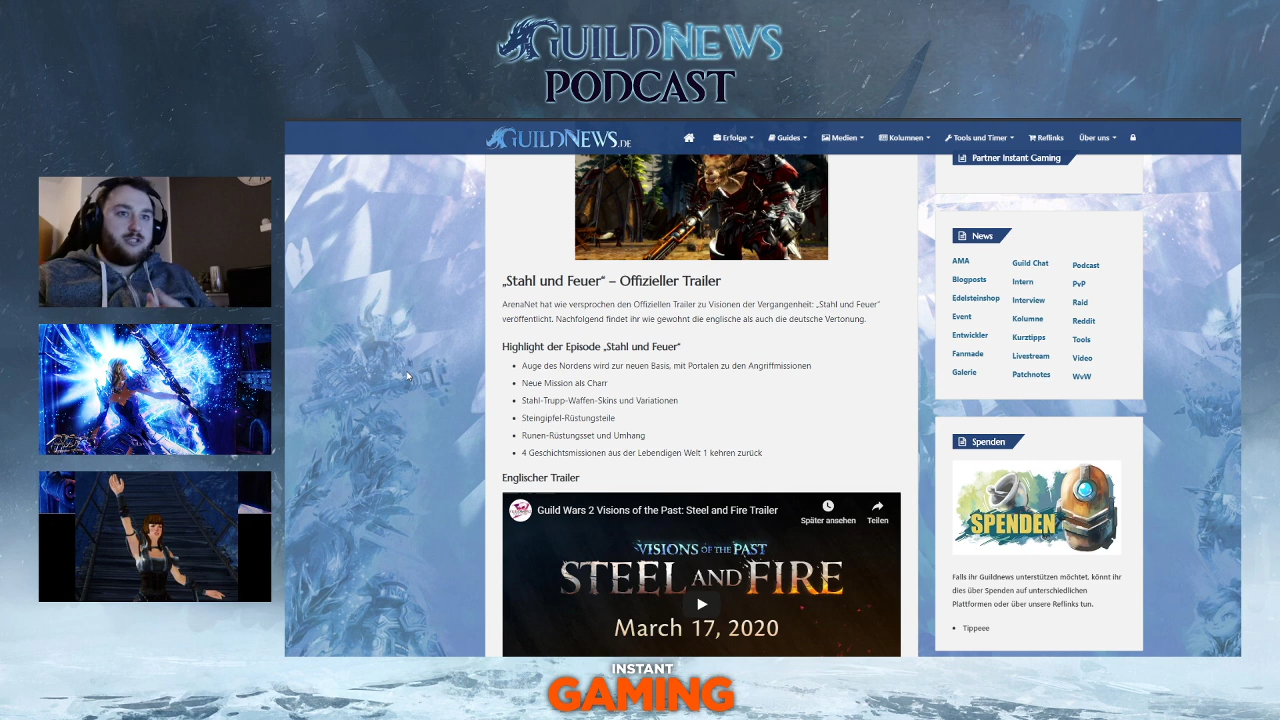 GUILDNEWS
PODCAST
GUILDNEWS.DE
Erfolge
Guides
Medien
Kolumnen
Tools und Timer
Reflinks
Über uns
Partner Instant Gaming
„Stahl und Feuer“ – Offizieller Trailer
ArenaNet hat wie versprochen den Offiziellen Trailer zu Visionen der Vergangenheit: „Stahl und Feuer“
veröffentlicht. Nachfolgend findet ihr wie gewohnt die englische als auch die deutsche Vertonung.
Highlight der Episode „Stahl und Feuer“
• Auge des Nordens wird zur neuen Basis, mit Portalen zu den Angriffmissionen
• Neue Mission als Charr
• Stahl-Trupp-Waffen-Skins und Variationen
• Steingipfel-Rüstungsteile
• Runen-Rüstungsset und Umhang
• 4 Geschichtsmissionen aus der Lebendigen Welt 1 kehren zurück
Englischer Trailer
Guild Wars 2 Visions of the Past: Steel and Fire Trailer
Später ansehen
Teilen
VISIONS OF THE PAST
STEEL AND FIRE
March 17, 2020
News
AMA
Blogposts
Edelsteinshop
Event
Entwickler
Fanmade
Galerie
Guild Chat
Intern
Interview
Kolumne
Kurztipps
Livestream
Patchnotes
Podcast
PvP
Raid
Reddit
Tools
Video
WvW
Spenden
SPENDEN
Falls ihr Guildnews unterstützen möchtet, könnt ihr
dies über Spenden auf unterschiedlichen
Plattformen oder über unsere Reflinks tun.
• Tippeee
INSTANT
GAMING